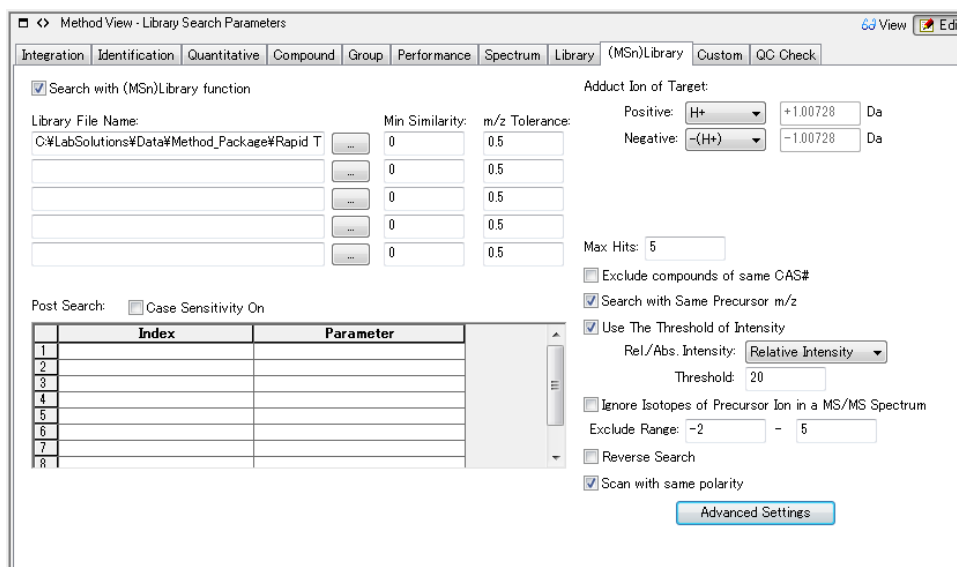 Method View - Library Search Parameters
View
Integration Identification Quantitative Compound Group Performance Spectrum Library (MSn)Library Custom QC Check
Search with (MSn)Library function
Library File Name: Min Similarity: m/z Tolerance:
C:¥LabSolutions¥Data¥Method_Package¥Rapid T ... 0 0.5
... 0 0.5
... 0 0.5
... 0 0.5
... 0 0.5
Post Search: Case Sensitivity On
Index Parameter
1
2
3
4
5
6
7
8
Adduct Ion of Target:
Positive: H+ +1.00728 Da
Negative: -(H+) -1.00728 Da
Max Hits: 5
Exclude compounds of same CAS#
Search with Same Precursor m/z
Use The Threshold of Intensity
Rel./Abs. Intensity: Relative Intensity
Threshold: 20
Ignore Isotopes of Precursor Ion in a MS/MS Spectrum
Exclude Range: -2 - 5
Reverse Search
Scan with same polarity
Advanced Settings